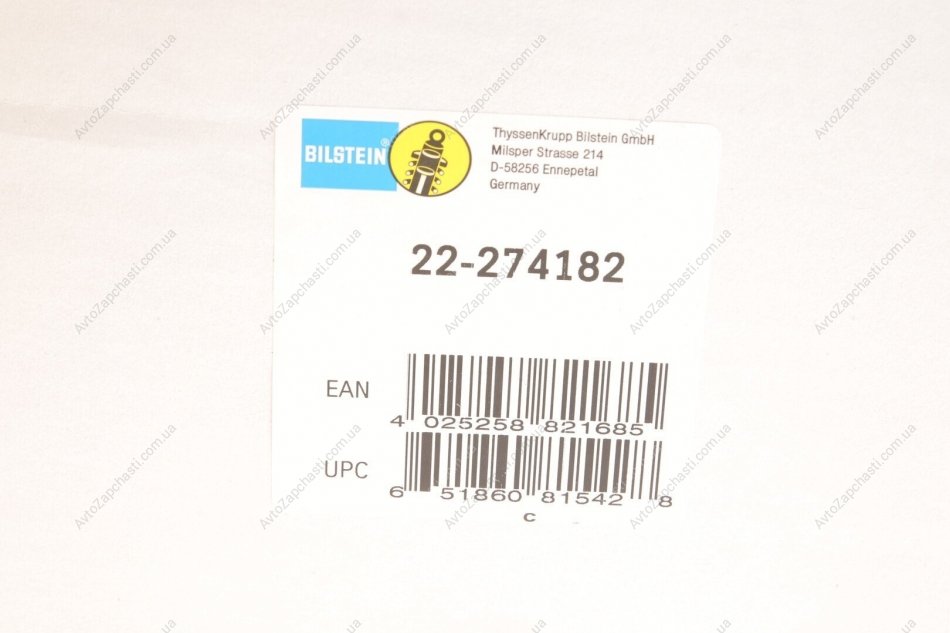 BILSTEIN®
ThyssenKrupp Bilstein GmbH
Milsper Strasse 214
D-58256 Ennepetal
Germany
22-274182
EAN
4 025258 821685
UPC
6 51860 81542 8
c
AvtoZapchasti.com.ua